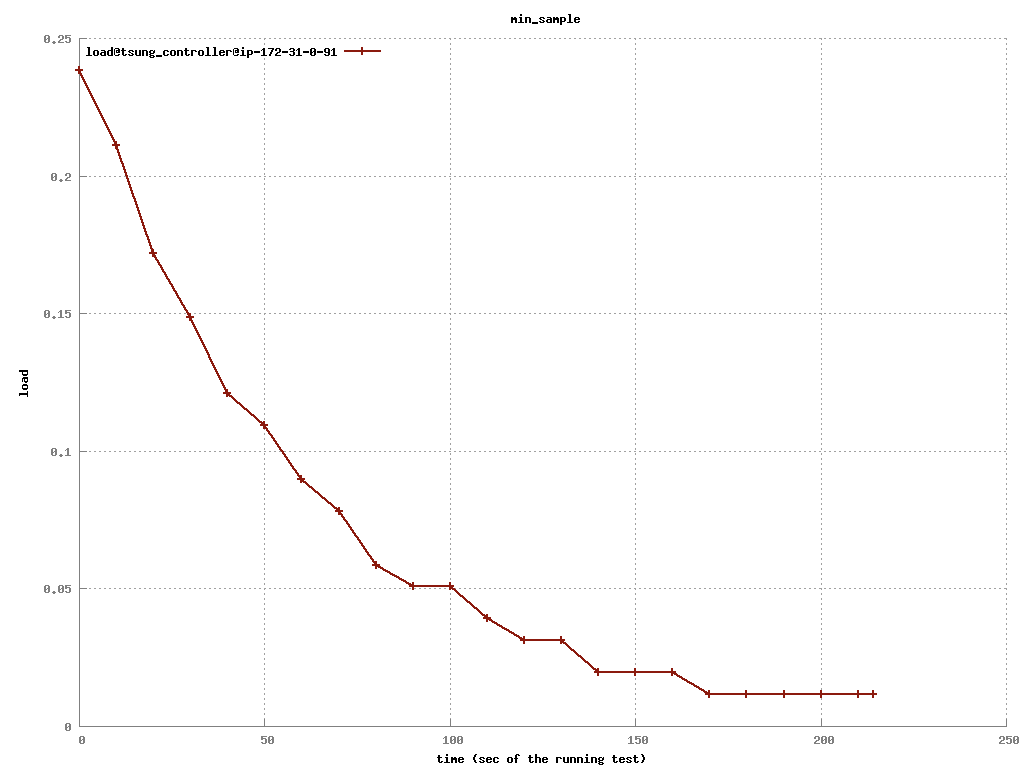 min_sample
load@tsung_controller@ip-172-31-0-91
0.25
0.2
0.15
0.1
0.05
0
load
0 50 100 150 200 250
time (sec of the running test)